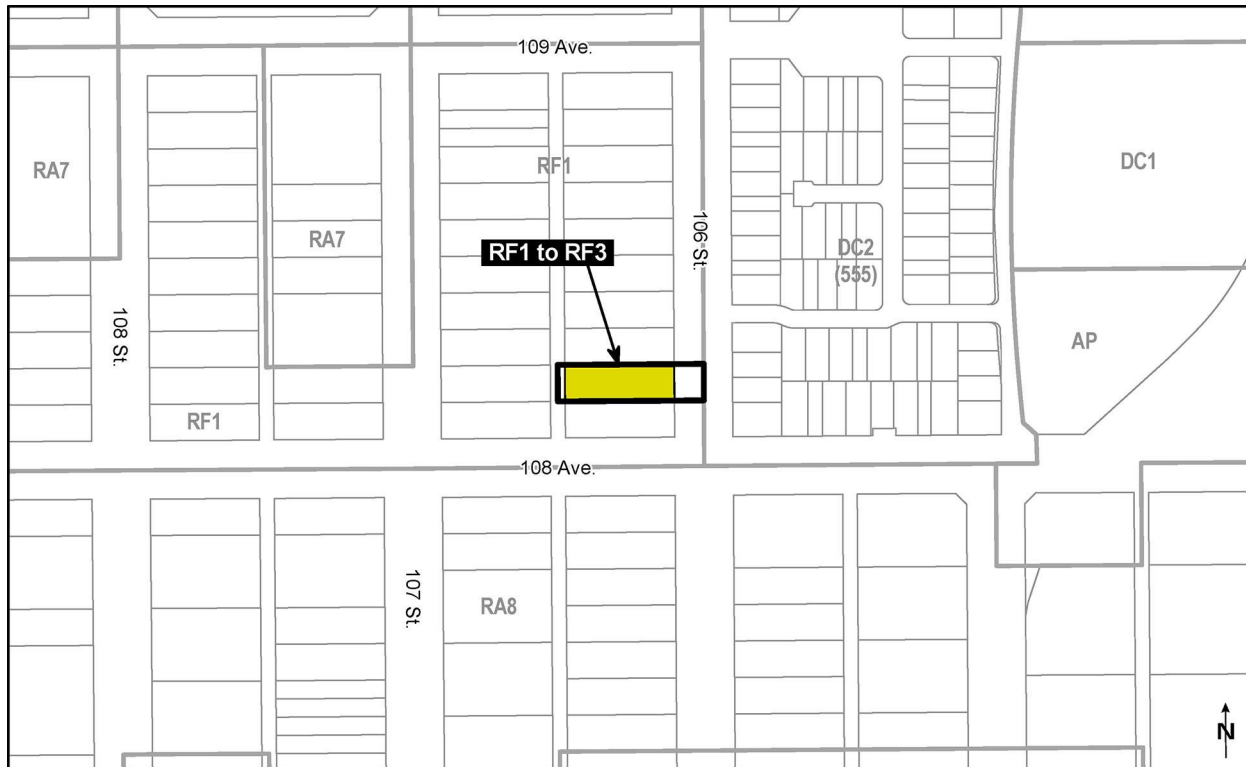 109 Ave.
RA7
RF1
DC1
RA7
106 St.
RF1 to RF3
DC2
(555)
108 St.
AP
RF1
108 Ave.
107 St.
RA8
N